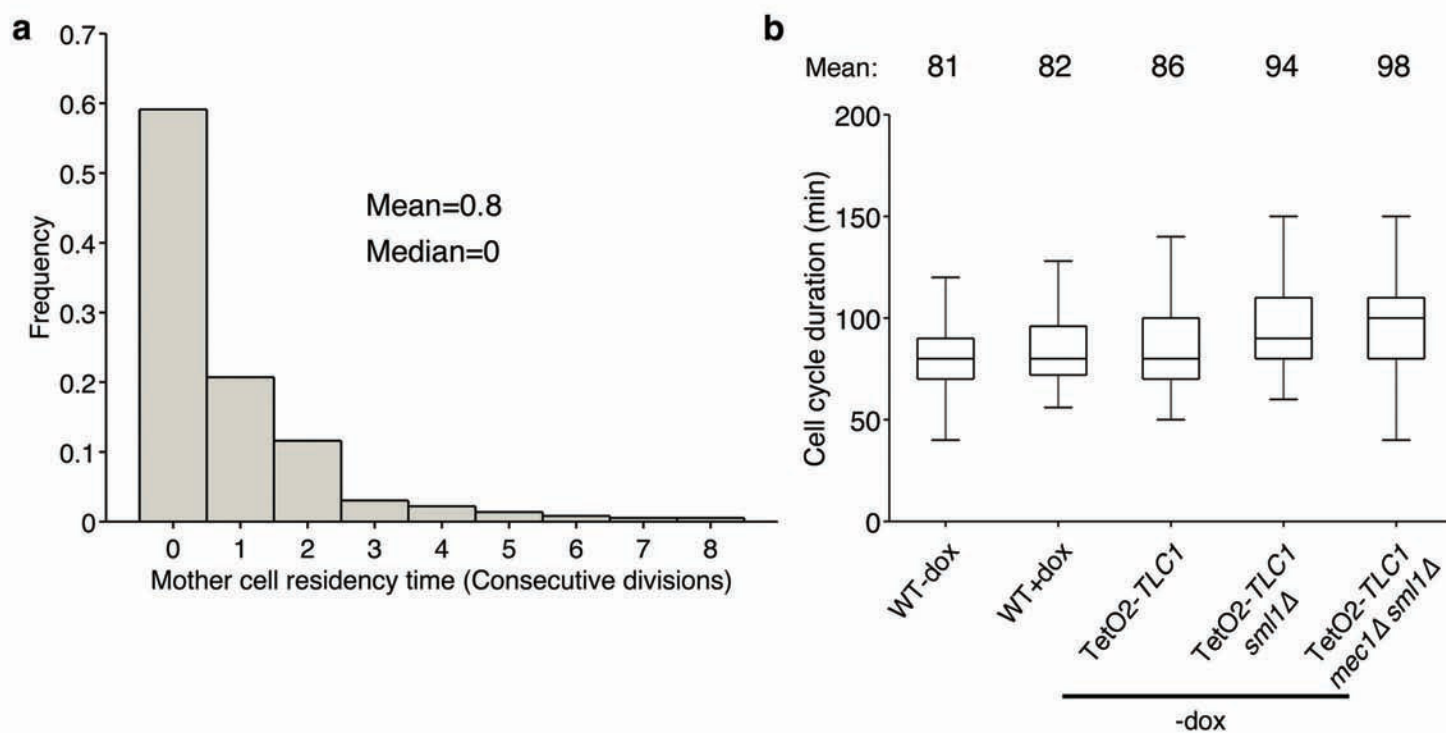 a
0.7
0.6
0.5
0.4
0.3
0.2
0.1
0
Frequency
Mean=0.8
Median=0
0 1 2 3 4 5 6 7 8
Mother cell residency time (Consecutive divisions)
b
Mean: 81 82 86 94 98
200
150
100
50
0
Cell cycle duration (min)
WT-dox
WT+dox
TetO2-TLC1
TetO2-TLC1
sml1Δ
TetO2-TLC1
mec1Δ sml1Δ
-dox